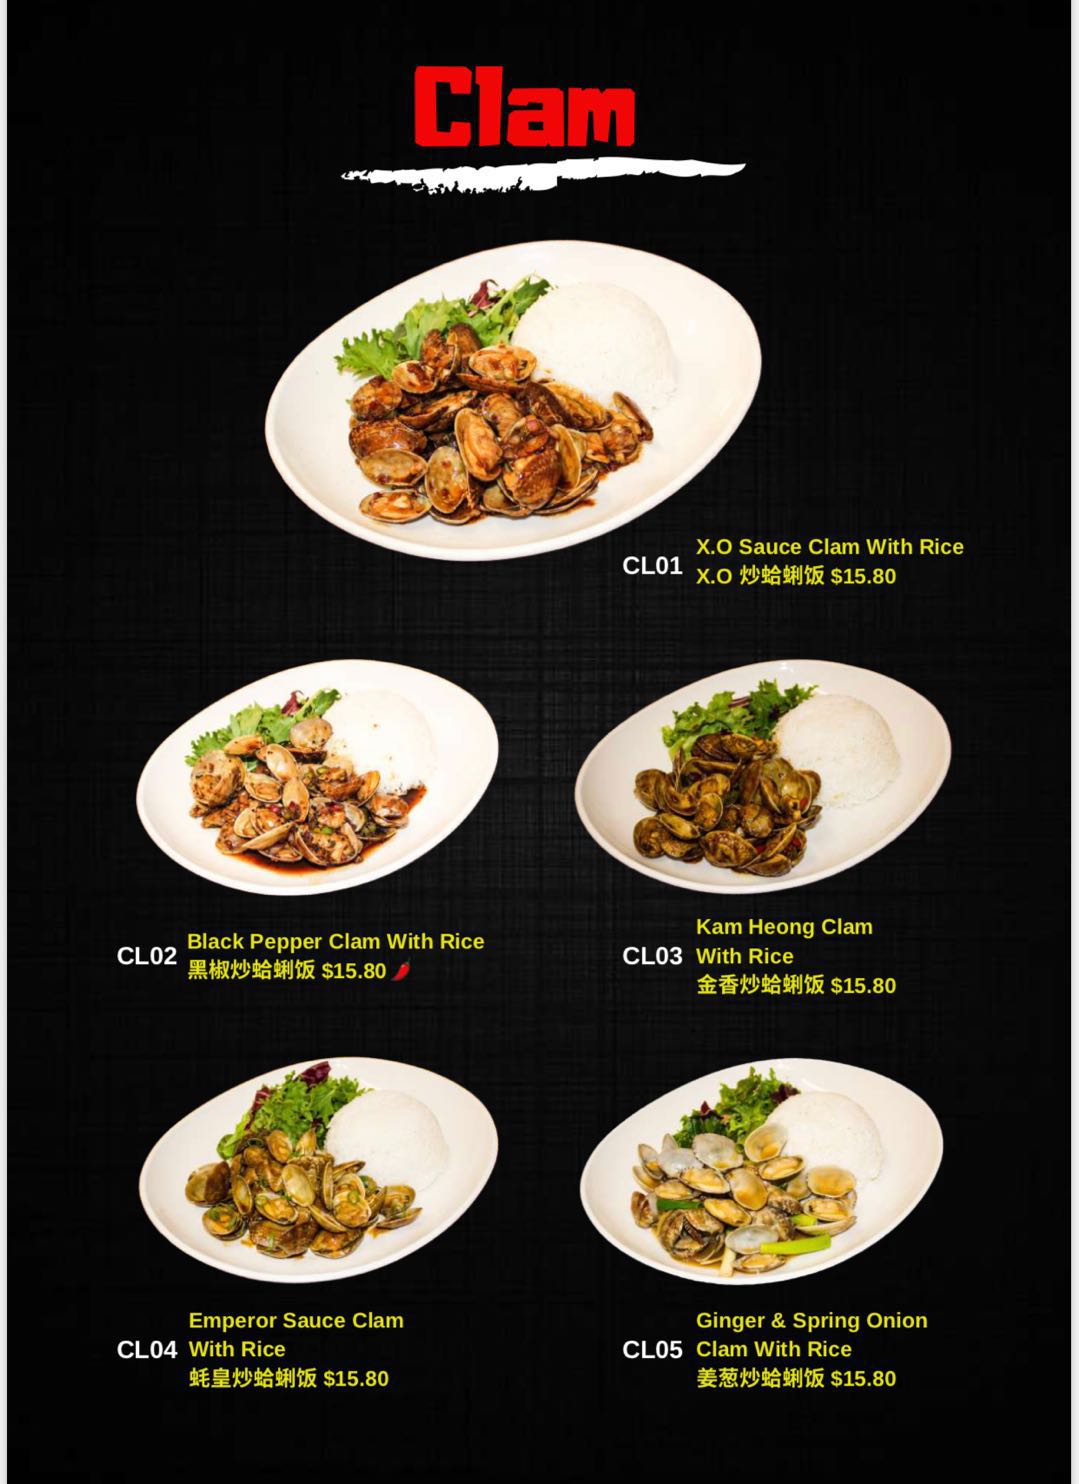 Clam
CL01
X.O Sauce Clam With Rice
X.O 炒蛤蜊饭 $15.80
CL02
Black Pepper Clam With Rice
黑椒炒蛤蜊饭 $15.80
CL03
Kam Heong Clam
With Rice
金香炒蛤蜊饭 $15.80
CL04
Emperor Sauce Clam
With Rice
蚝皇炒蛤蜊饭 $15.80
CL05
Ginger & Spring Onion
Clam With Rice
姜葱炒蛤蜊饭 $15.80